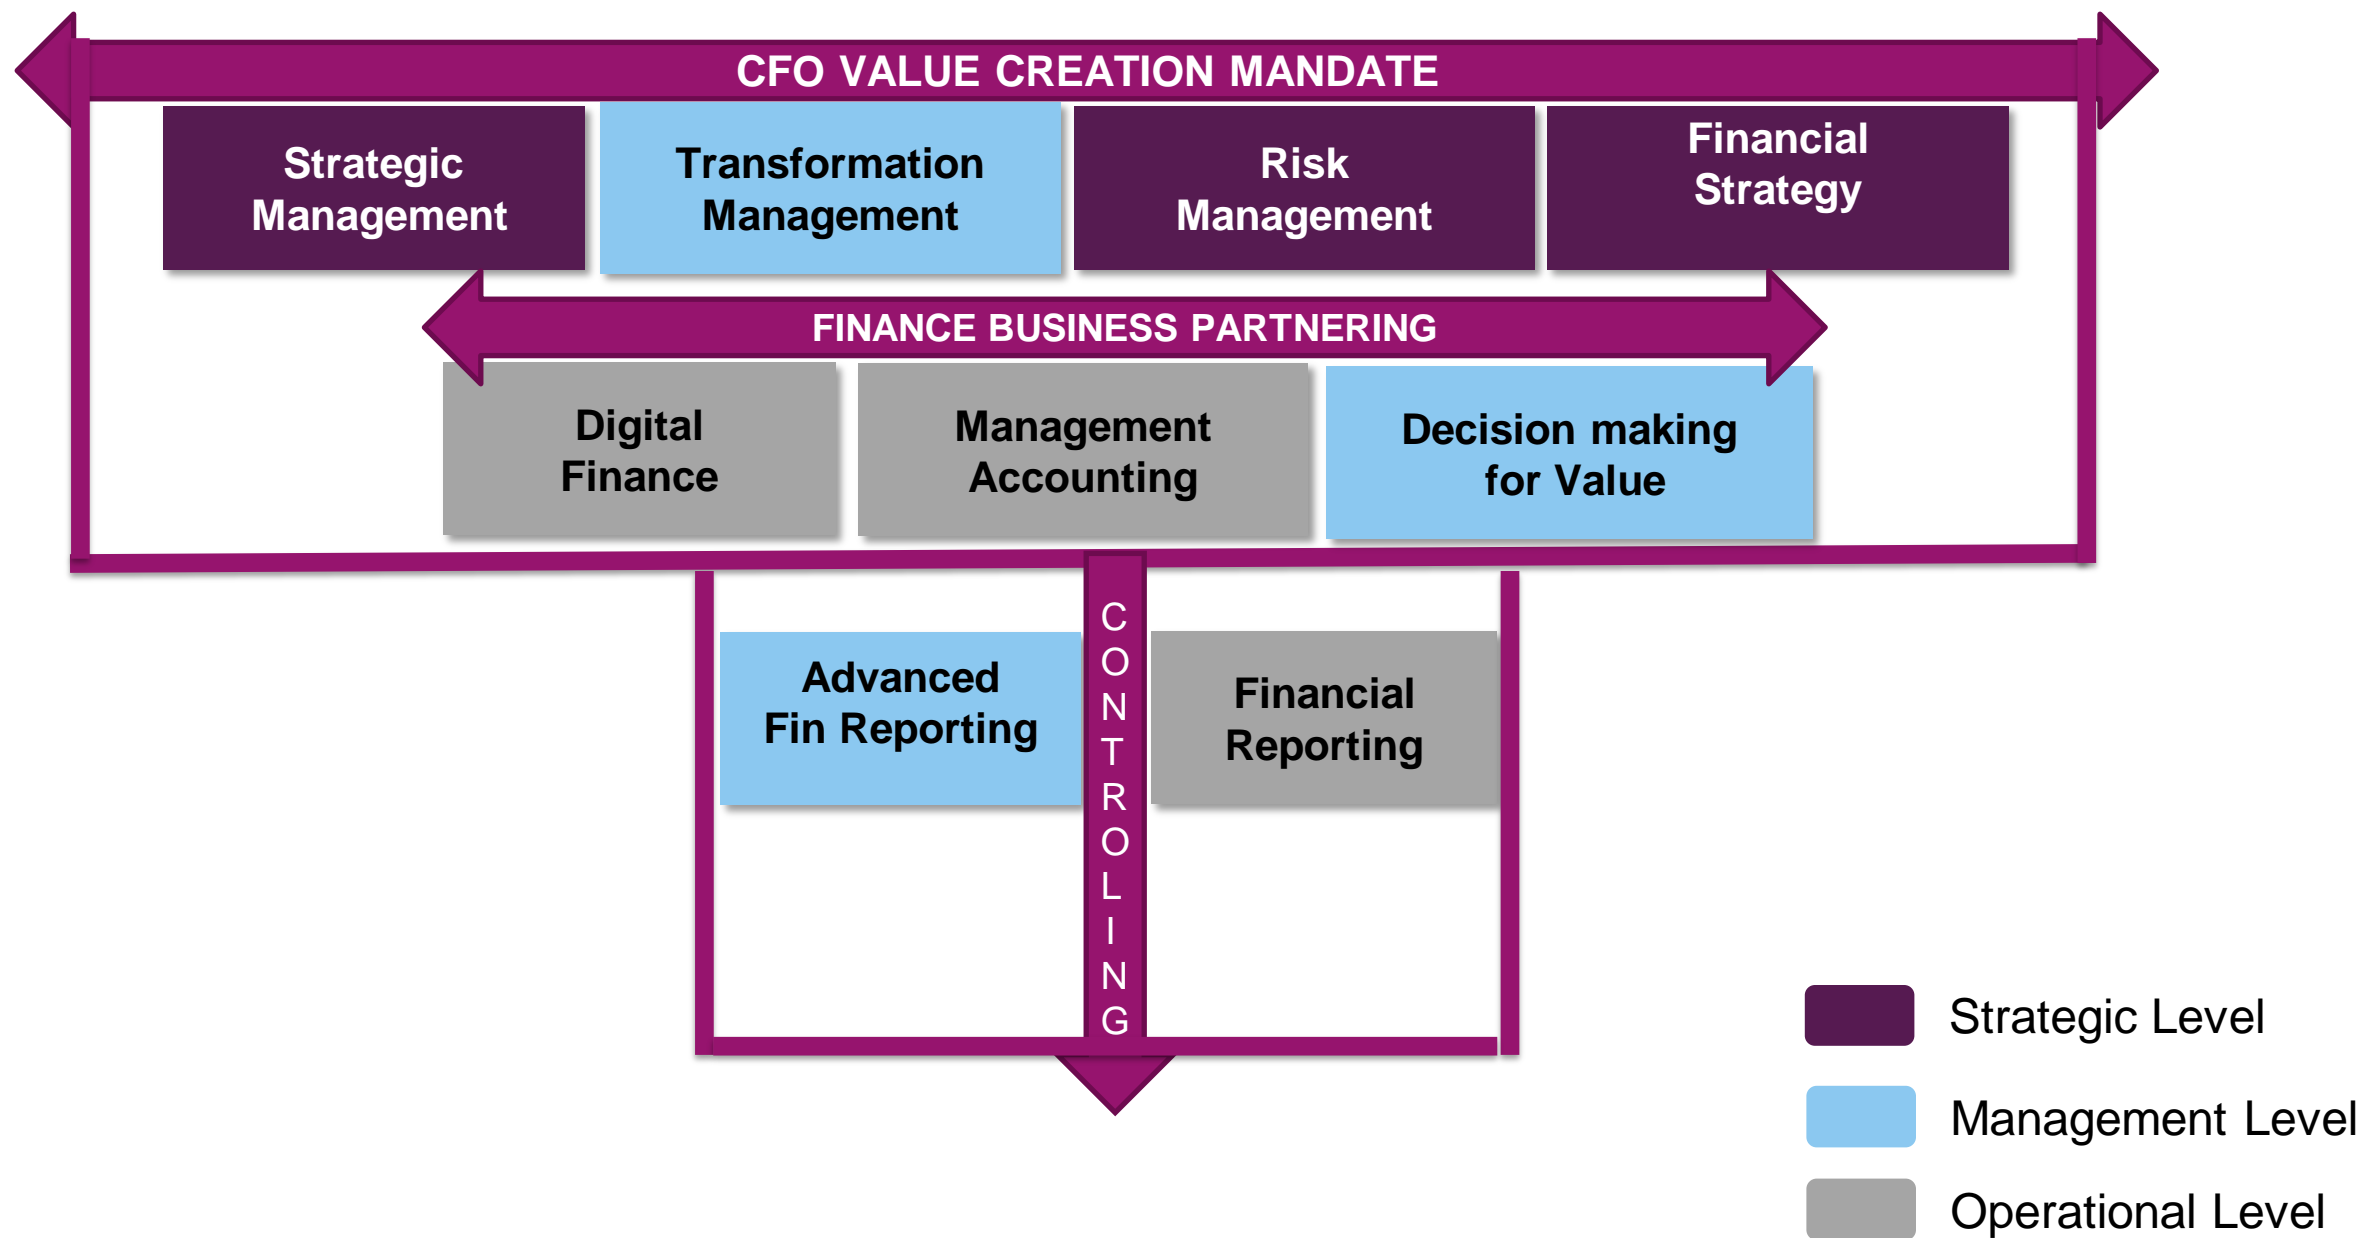 CFO VALUE CREATION MANDATE
Strategic
Management
Transformation
Management
Risk
Management
Financial
Strategy
FINANCE BUSINESS PARTNERING
Digital
Finance
Management
Accounting
Decision making
for Value
CONTROLING
Advanced
Fin Reporting
Financial
Reporting
Strategic Level
Management Level
Operational Level